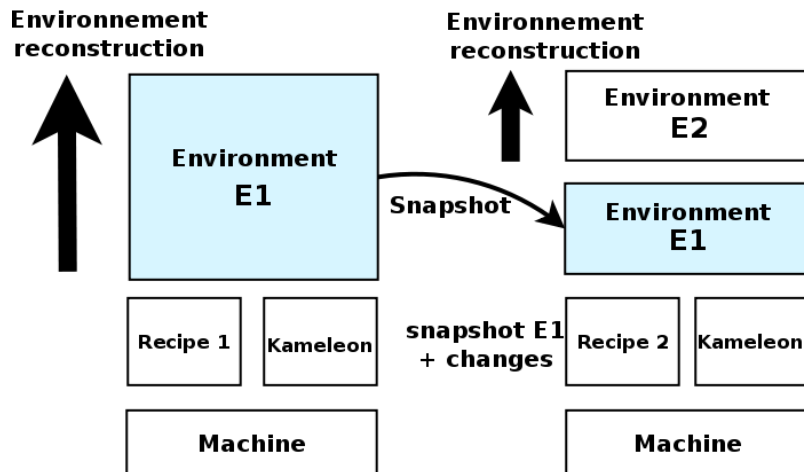 Environnement
reconstruction
Environment
E1
Recipe 1
Kameleon
Machine
Snapshot
snapshot E1
+ changes
Environnement
reconstruction
Environment
E2
Environment
E1
Recipe 2
Kameleon
Machine